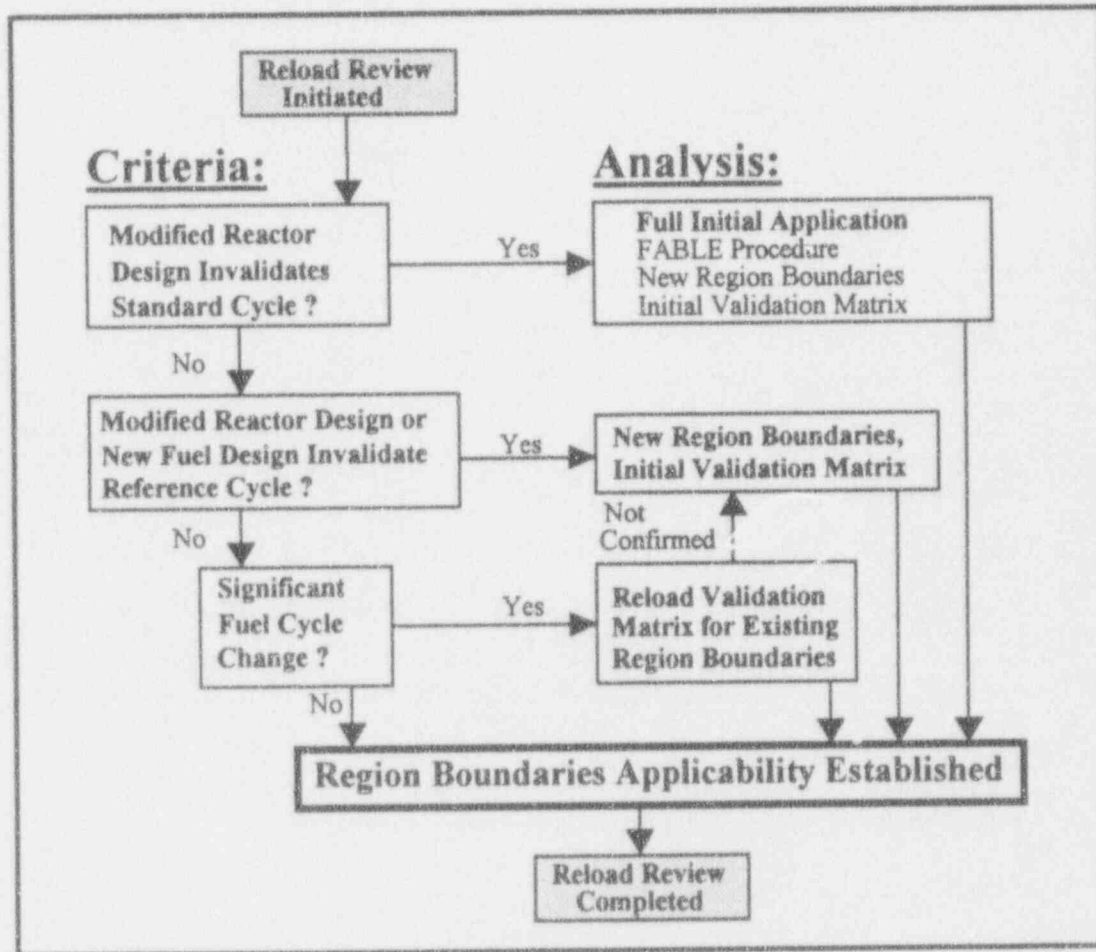 Reload Review
Initiated
Criteria:
Analysis:
Modified Reactor
Design Invalidates
Standard Cycle ?
Yes
Full Initial Application
FABLE Procedure
New Region Boundaries
Initial Validation Matrix
No
Modified Reactor Design or
New Fuel Design Invalidate
Reference Cycle ?
Yes
New Region Boundaries,
Initial Validation Matrix
No
Not
Confirmed
Significant
Fuel Cycle
Change ?
Yes
Reload Validation
Matrix for Existing
Region Boundaries
No
Region Boundaries Applicability Established
Reload Review
Completed